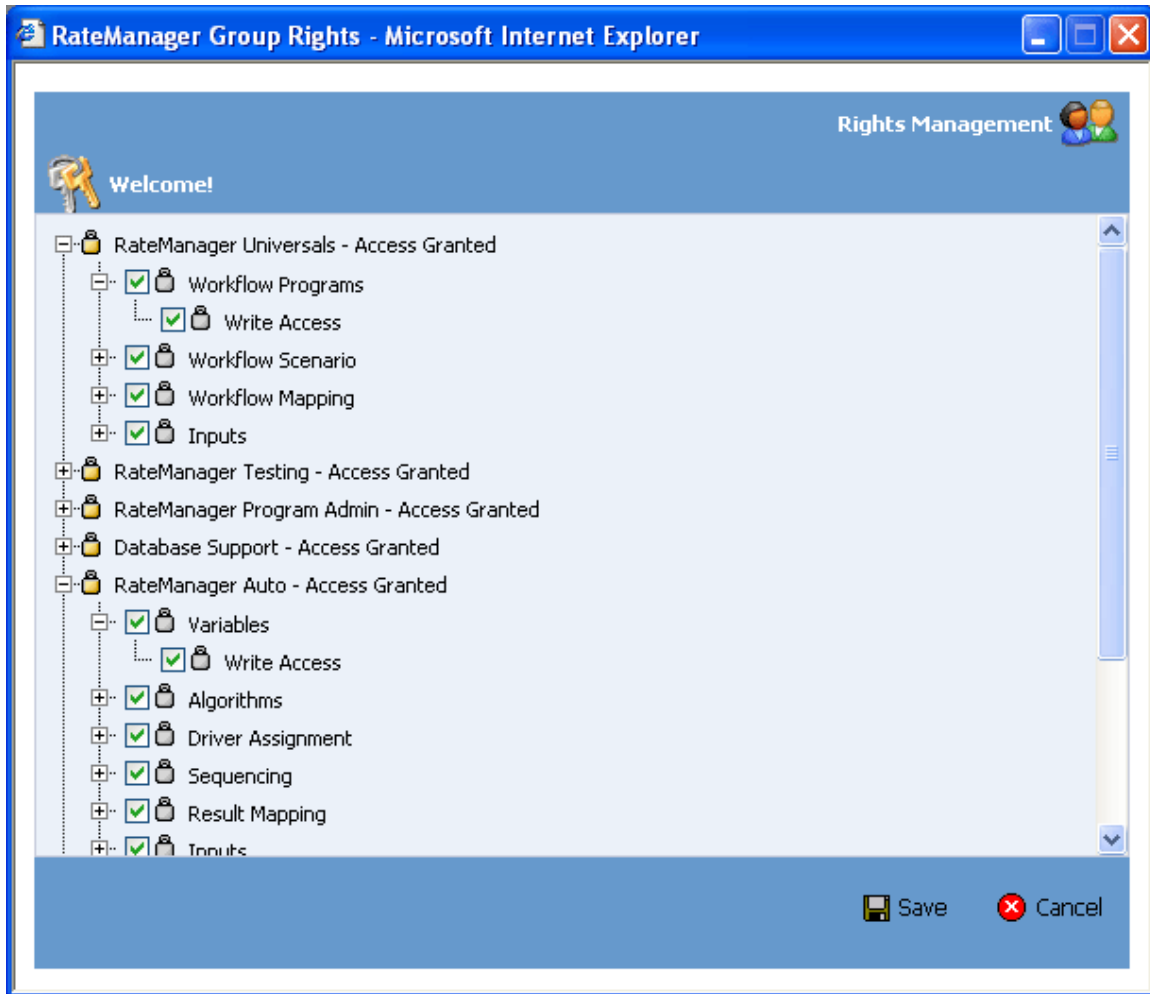 RateManager Group Rights - Microsoft Internet Explorer
Rights Management
Welcome!
RateManager Universals - Access Granted
Workflow Programs
Write Access
Workflow Scenario
Workflow Mapping
Inputs
RateManager Testing - Access Granted
RateManager Program Admin - Access Granted
Database Support - Access Granted
RateManager Auto - Access Granted
Variables
Write Access
Algorithms
Driver Assignment
Sequencing
Result Mapping
Inputs
Save Cancel